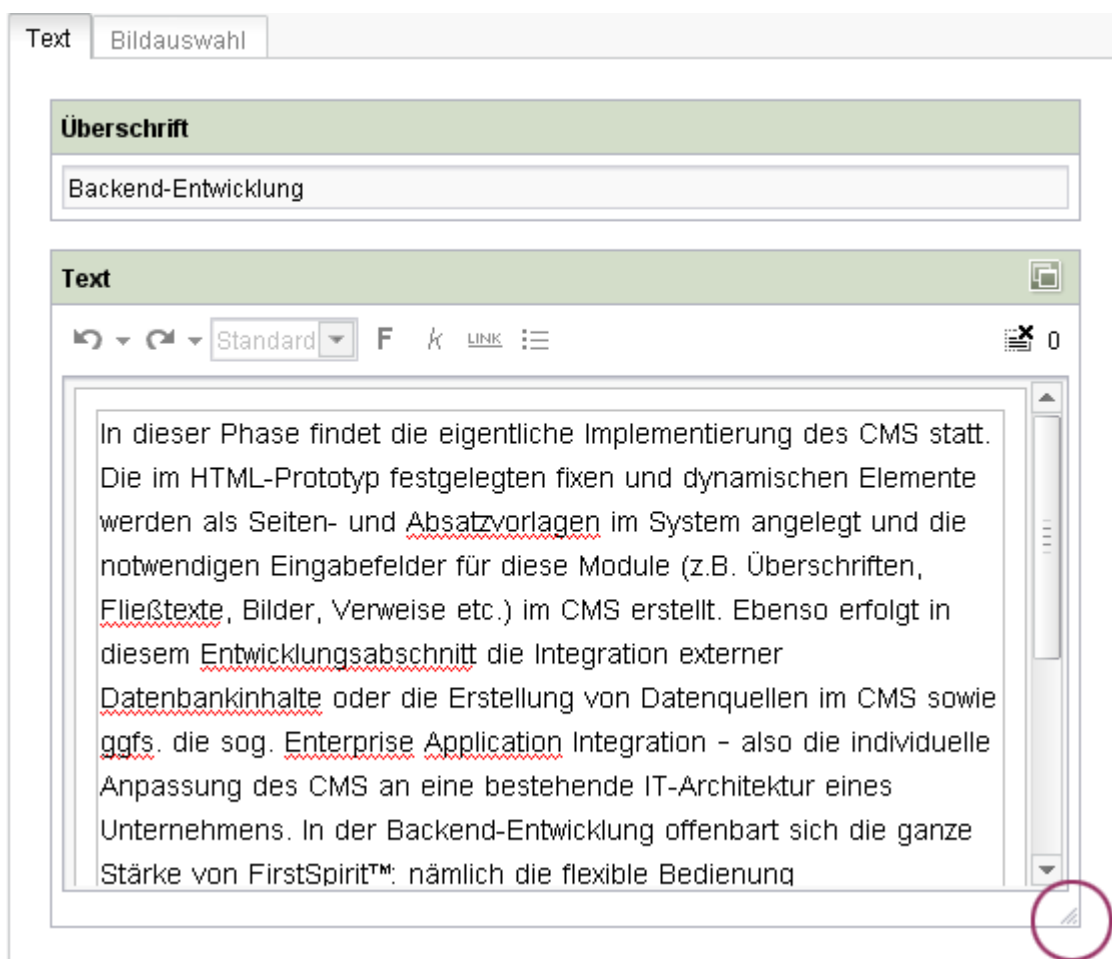 Text Bildauswahl
Überschrift
Backend-Entwicklung
Text
Standard F k LINK 0
In dieser Phase findet die eigentliche Implementierung des CMS statt.
Die im HTML-Prototyp festgelegten fixen und dynamischen Elemente
werden als Seiten- und Absatzvorlagen im System angelegt und die
notwendigen Eingabefelder für diese Module (z.B. Überschriften,
Fließtexte, Bilder, Verweise etc.) im CMS erstellt. Ebenso erfolgt in
diesem Entwicklungsabschnitt die Integration externer
Datenbankinhalte oder die Erstellung von Datenquellen im CMS sowie
ggfs. die sog. Enterprise Application Integration – also die individuelle
Anpassung des CMS an eine bestehende IT-Architektur eines
Unternehmens. In der Backend-Entwicklung offenbart sich die ganze
Stärke von FirstSpirit™: nämlich die flexible Bedienung